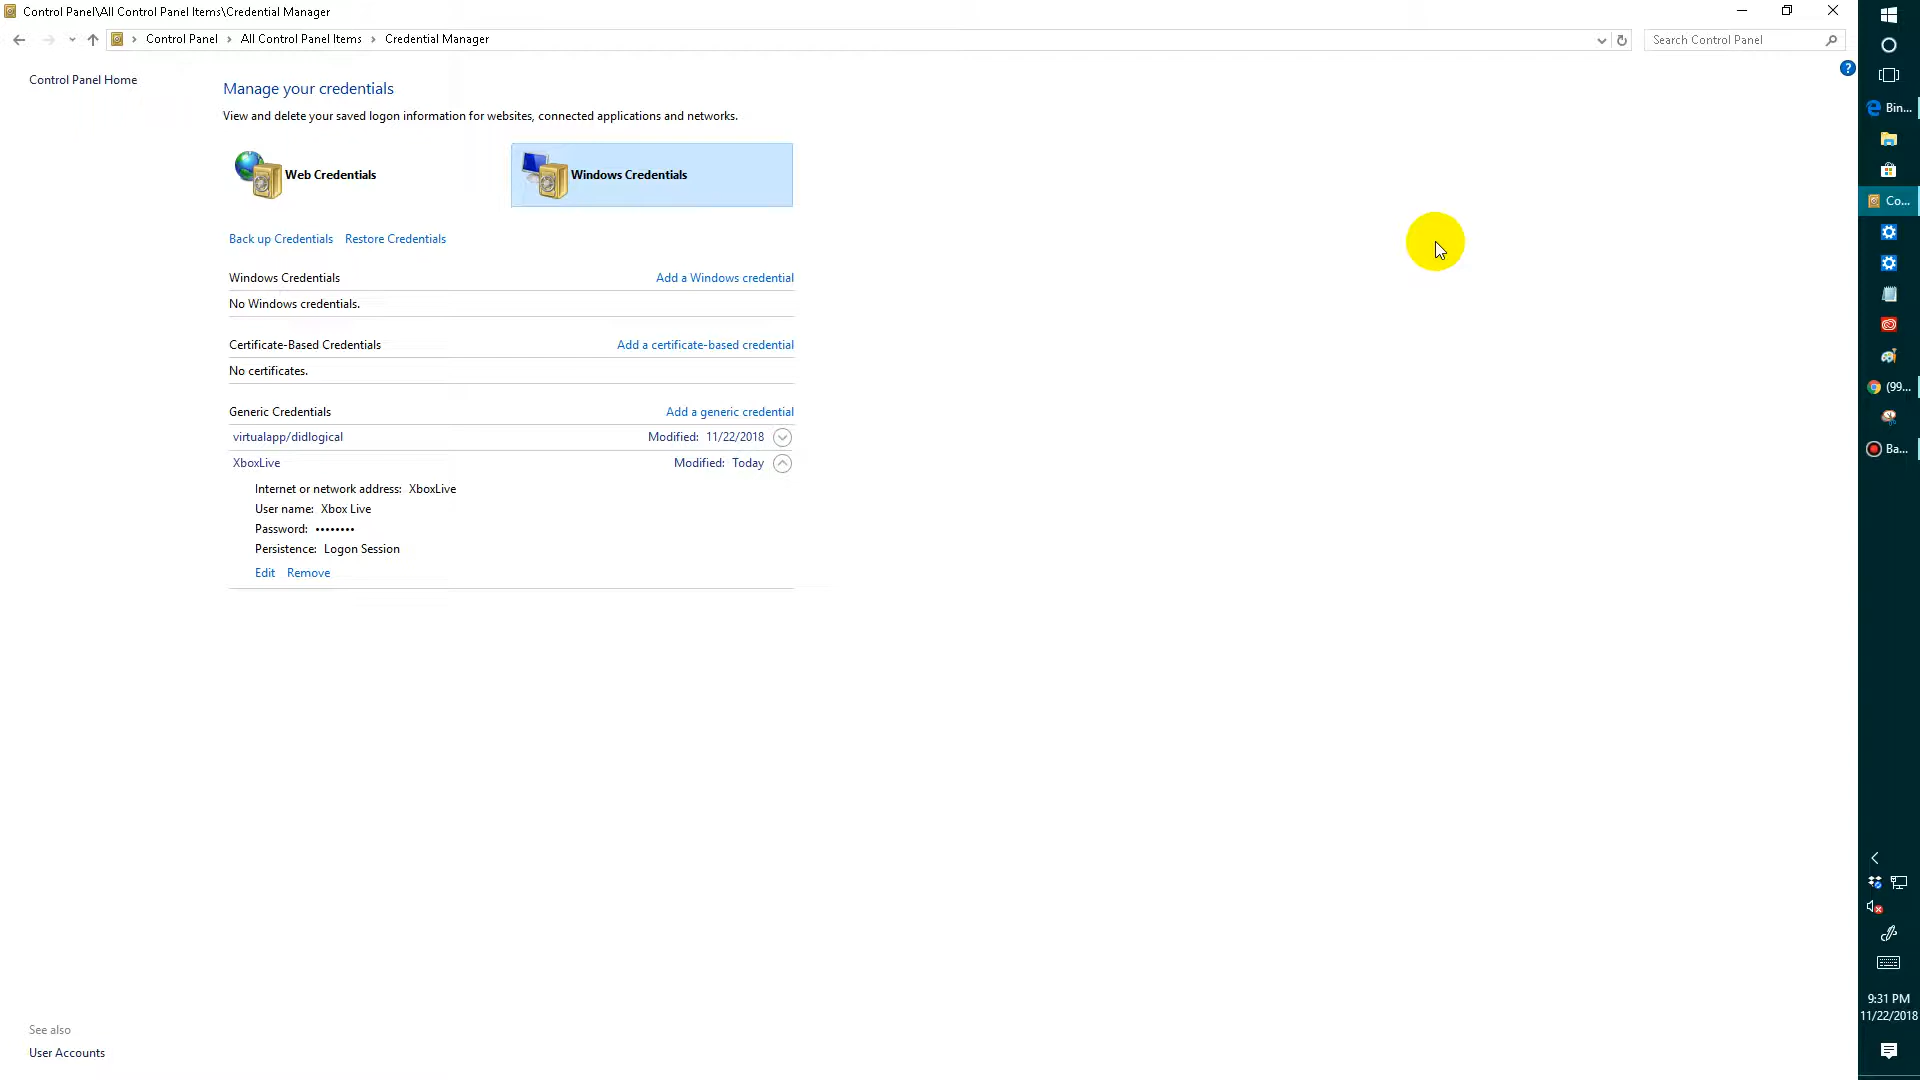 Control Panel\All Control Panel Items\Credential Manager
Control Panel > All Control Panel Items > Credential Manager
Search Control Panel
Control Panel Home
Manage your credentials
View and delete your saved logon information for websites, connected applications and networks.
Web Credentials
Windows Credentials
Back up Credentials Restore Credentials
Windows Credentials Add a Windows credential
No Windows credentials.
Certificate-Based Credentials Add a certificate-based credential
No certificates.
Generic Credentials Add a generic credential
virtualapp/didlogical Modified: 11/22/2018
XboxLive Modified: Today
Internet or network address: XboxLive
User name: Xbox Live
Password: ••••••••
Persistence: Logon Session
Edit Remove
See also
User Accounts
?
Bin...
Co...
(99...
Ba...
9:31 PM
11/22/2018